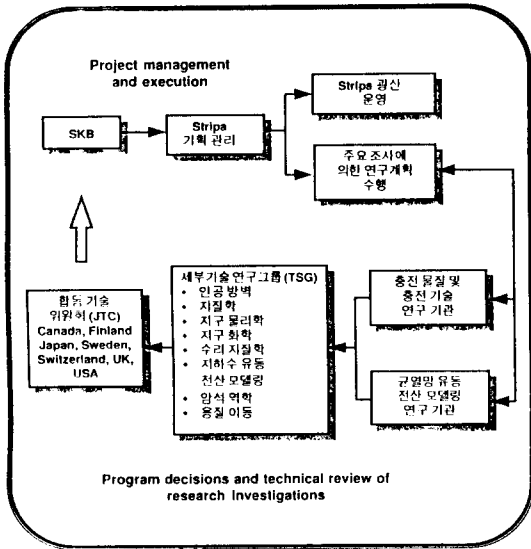 Project management
and execution
SKB
Stripa
기획 관리
Stripa 광산
운영
주요 조사에
의한 연구계획
수행
합동 기술
위원회 (JTC)
Canada, Finland
Japan, Sweden,
Switzerland, UK,
USA
세부기술 연구그룹 (TSG)
• 인공 방벽
• 지질학
• 지구 물리학
• 지구 화학
• 수리 지질학
• 지하수 유동
전산 모델링
• 암석 역학
• 용질 이동
충전 물질 및
충전 기술
연구 기관
균열망 유동
전산 모델링
연구 기관
Program decisions and technical review of
research investigations